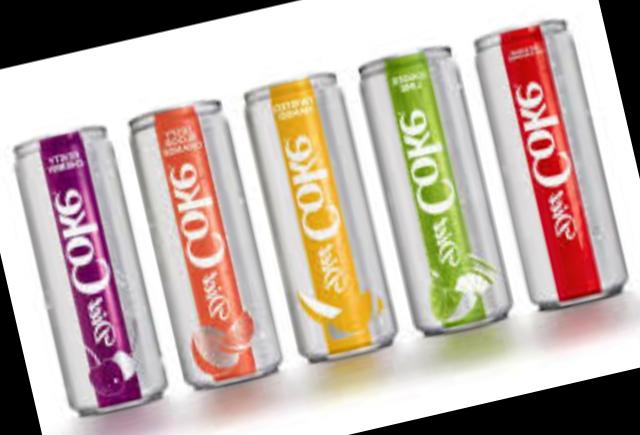 FEISTY
CHERRY
Diet Coke
ZESTY
BLOOD
ORANGE
Diet Coke
TWISTED
MANGO
Diet Coke
GINGER
LIME
Diet Coke
Diet Coke